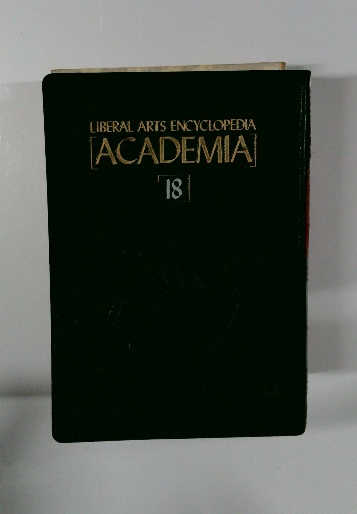 LIBERAL ARTS ENCYCLOPEDIA
[ACADEMIA]
[18]